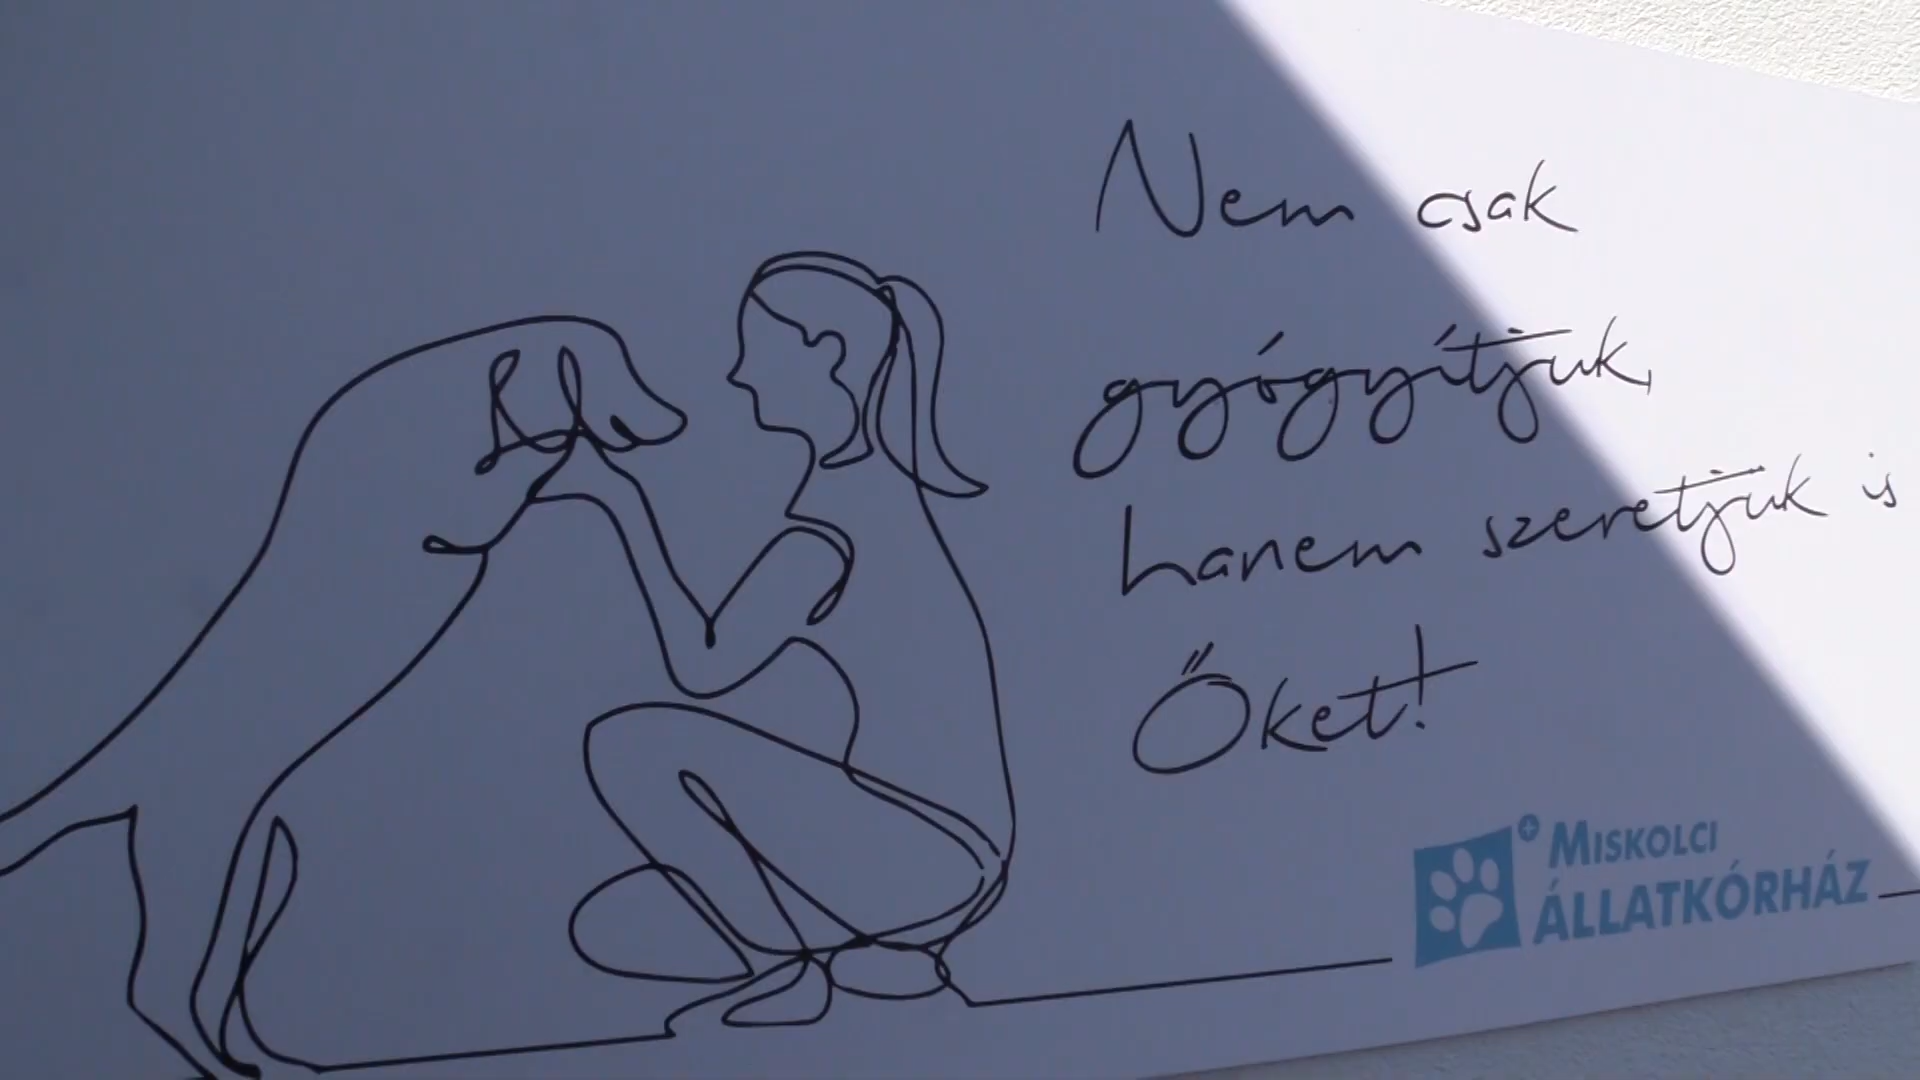 Nem csak
gyógyítjuk,
hanem szeretjük is
Őket!
MISKOLCI
ÁLLATKÓRHÁZ